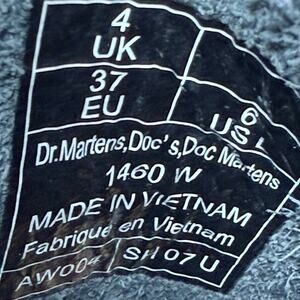 4
UK
37
EU
6
US L
Dr.Martens,Doc's,Doc Martens
1460 W
MADE IN VIETNAM
Fabriqué en Vietnam
AW004
SH07U